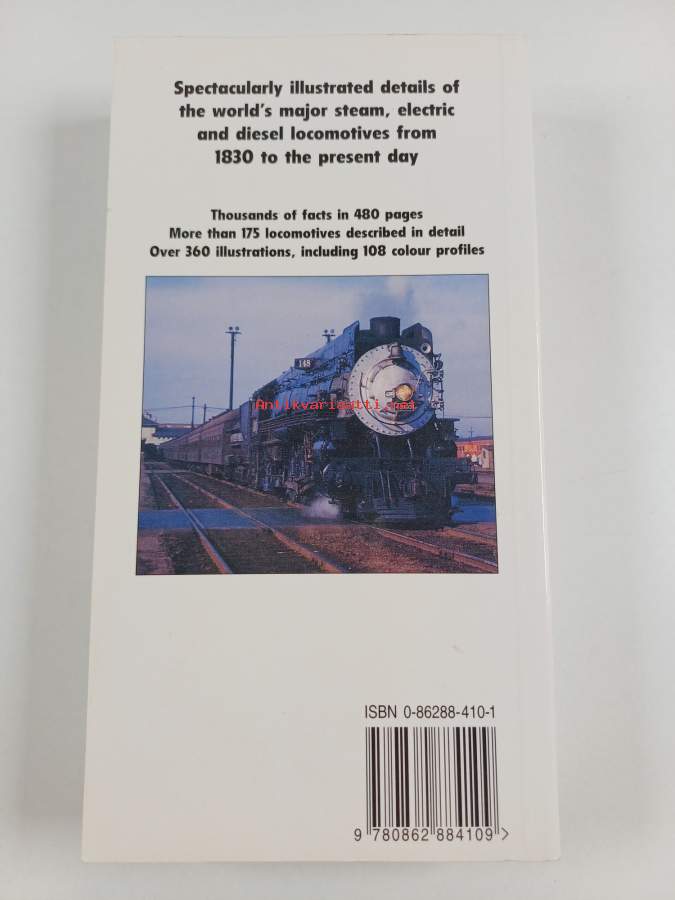 Spectacularly illustrated details of
the world's major steam, electric
and diesel locomotives from
1830 to the present day
Thousands of facts in 480 pages
More than 175 locomotives described in detail
Over 360 illustrations, including 108 colour profiles
148
Antikvariaatti.net
ISBN 0-86288-410-1
9 780862 884109 >